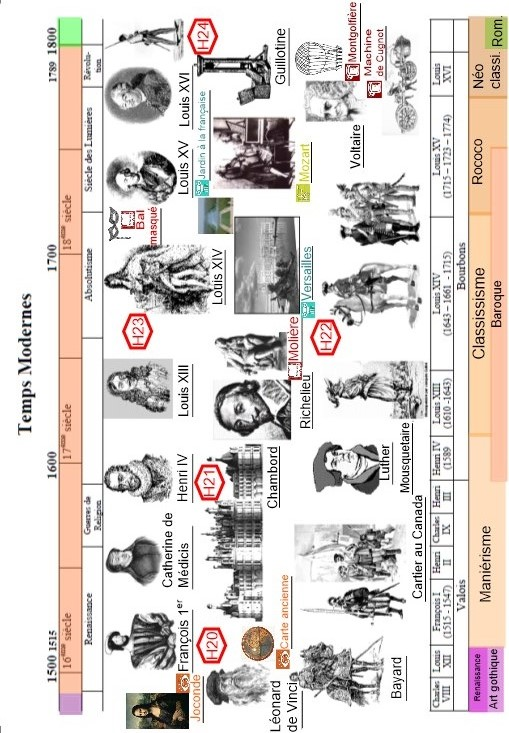 Temps Modernes
1500 1515
1600
1700
1789
1800
16ème siècle
17ème siècle
18ème siècle
Renaissance
Guerres de
Religion
Absolutisme
Siècle des Lumières
Révolu-
tion
Joconde
François 1er
Catherine de
Médicis
Henri IV
Louis XIII
H23
Louis XIV
Bal
masqué
Louis XV
Jardin à la française
Louis XVI
H24
H20
Carte ancienne
H21
Chambord
Richelieu
Molière
H22
Versailles
Mozart
Guillotine
Montgolfière
Machine
de Cugnot
Voltaire
Léonard
de Vinci
Bayard
Cartier au Canada
Luther
Mousquetaire
Charles
VIII
Louis
XII
François I
(1515 - 1547)
Henri
II
Charles
IX
Henri
III
Henri IV
(1589
Louis XIII
(1610 -1643)
Louis XIV
(1643 – 1661 - 1715)
Louis XV
(1715 – 1723 – 1774)
Louis
XVI
Valois
Bourbons
Renaissance
Art gothique
Maniérisme
Classissisme
Baroque
Rococo
Néo
classi.
Rom.